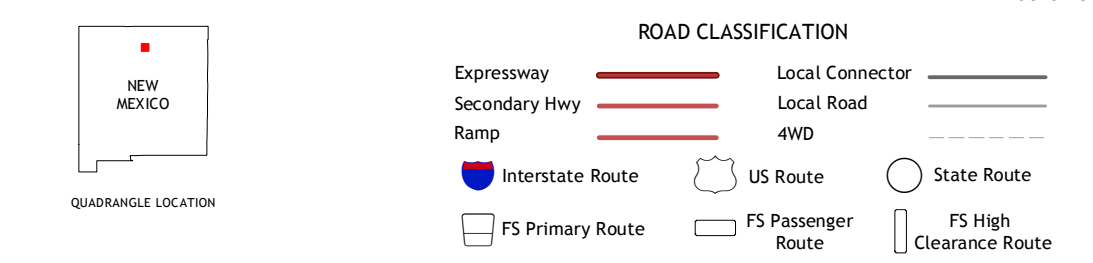 NEW
MEXICO
QUADRANGLE LOCATION
ROAD CLASSIFICATION
Expressway
Local Connector
Secondary Hwy
Local Road
Ramp
4WD
Interstate Route
US Route
State Route
FS Primary Route
FS Passenger
Route
FS High
Clearance Route